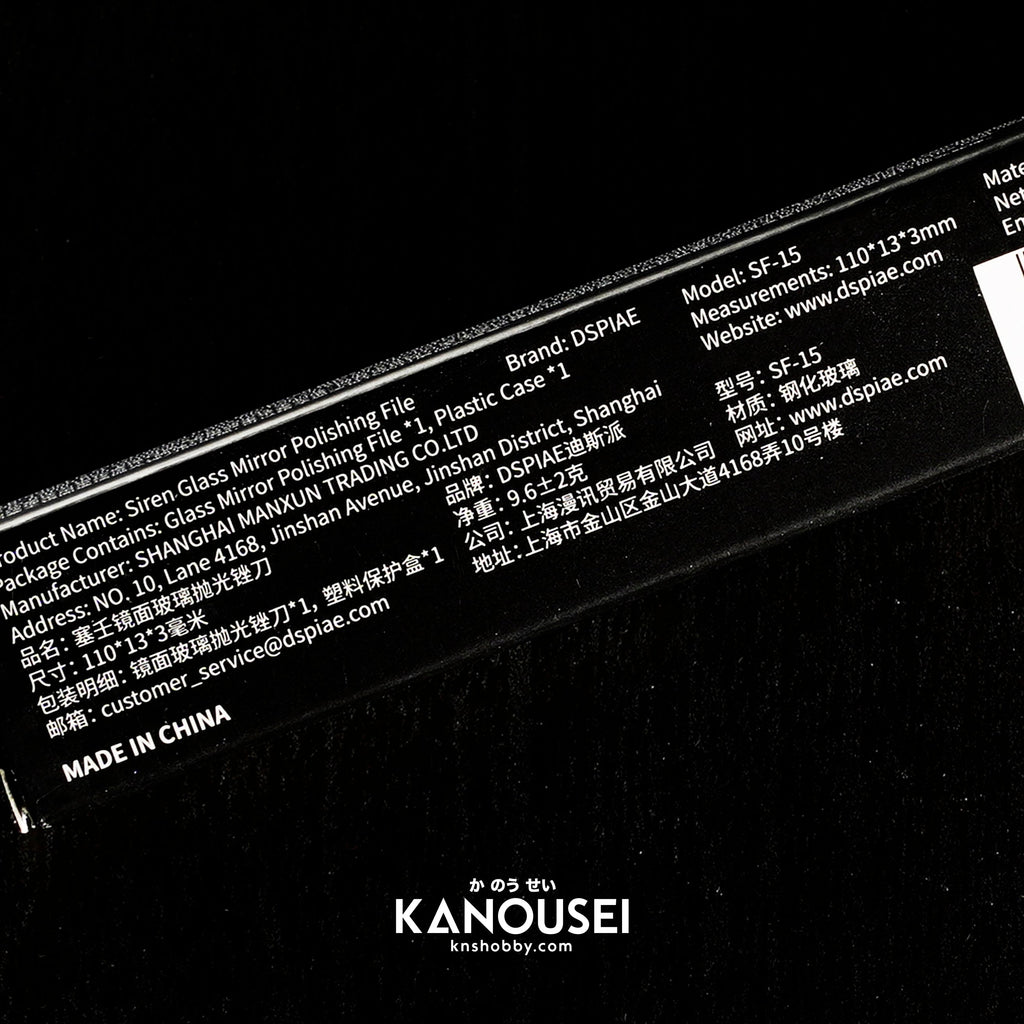 roduct Name: Siren Glass Mirror Polishing File
Brand: DSPIAE
Model: SF-15
Package Contains: Glass Mirror Polishing File *1, Plastic Case *1
Measurements: 110*13*3mm
Manufacturer: SHANGHAI MANXUN TRADING CO.LTD
Website: www.dspiae.com
Address: NO. 10, Lane 4168, Jinshan Avenue, Jinshan District, Shanghai
品名：塞壬镜面玻璃抛光锉刀
品牌：DSPIAE迪斯派
型号：SF-15
尺寸：110*13*3毫米
净重：9.6±2克
材质：钢化玻璃
包装明细：镜面玻璃抛光锉刀*1, 塑料保护盒*1
公司：上海漫讯贸易有限公司
网址：www.dspiae.com
邮箱：customer_service@dspiae.com
地址：上海市金山区金山大道4168弄10号楼
MADE IN CHINA
Mate
Net
En
か のう せい
KANOUSEI
knshobby.com